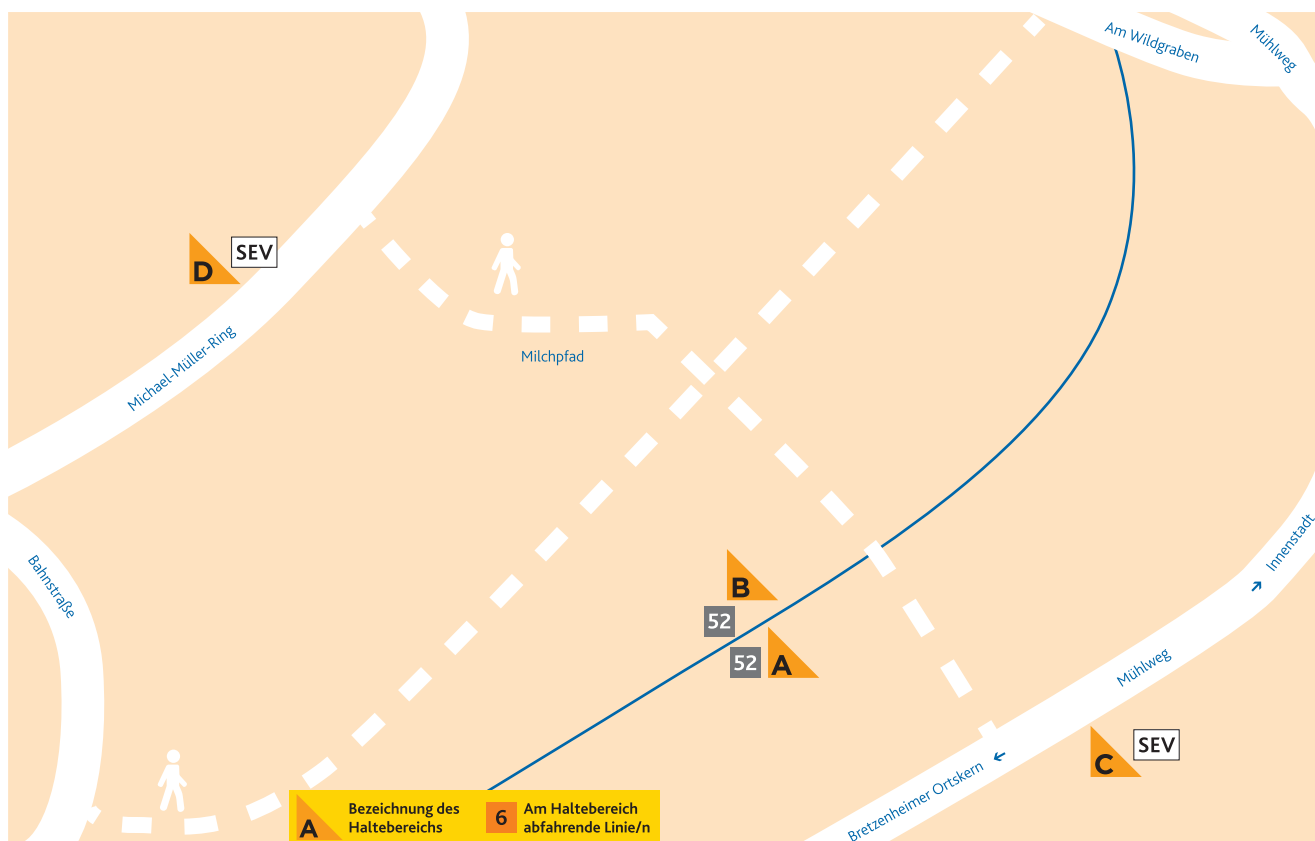 Am Wildgraben
Mühlweg
SEV
D
Michael-Müller-Ring
Milchpfad
Bahnstraße
Innenstadt
B
52
52
A
Mühlweg
SEV
C
Bretzenheimer Ortskern
A
Bezeichnung des
Haltebereichs
6
Am Haltebereich
abfahrende Linie/n